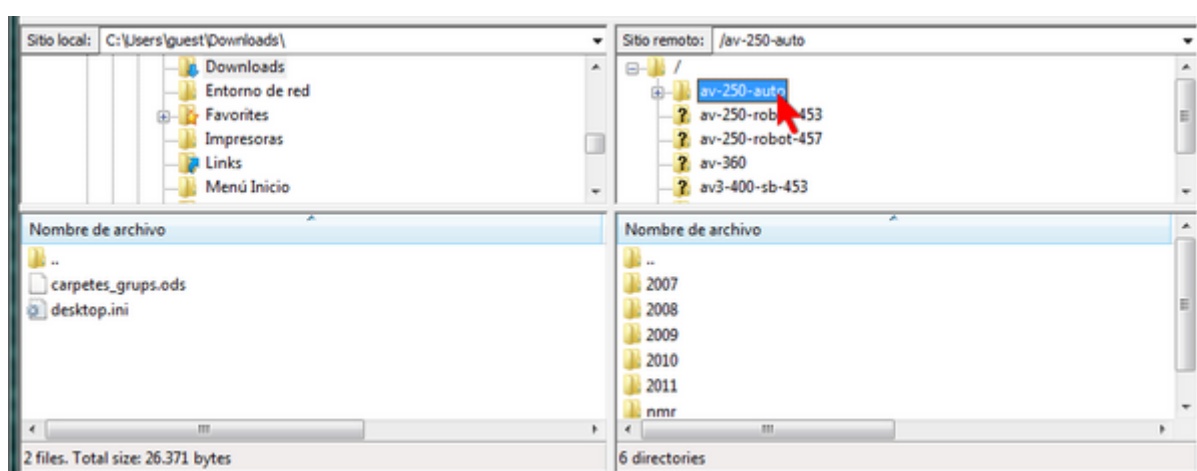 Sitio local: C:\Users\guest\Downloads\
Downloads
Entorno de red
Favorites
Impresoras
Links
Menú Inicio
Nombre de archivo
..
carpetes_grups.ods
desktop.ini
2 files. Total size: 26.371 bytes
Sitio remoto: /av-250-auto
/
av-250-auto
av-250-robot-453
av-250-robot-457
av-360
av3-400-sb-453
Nombre de archivo
..
2007
2008
2009
2010
2011
nmr
6 directories